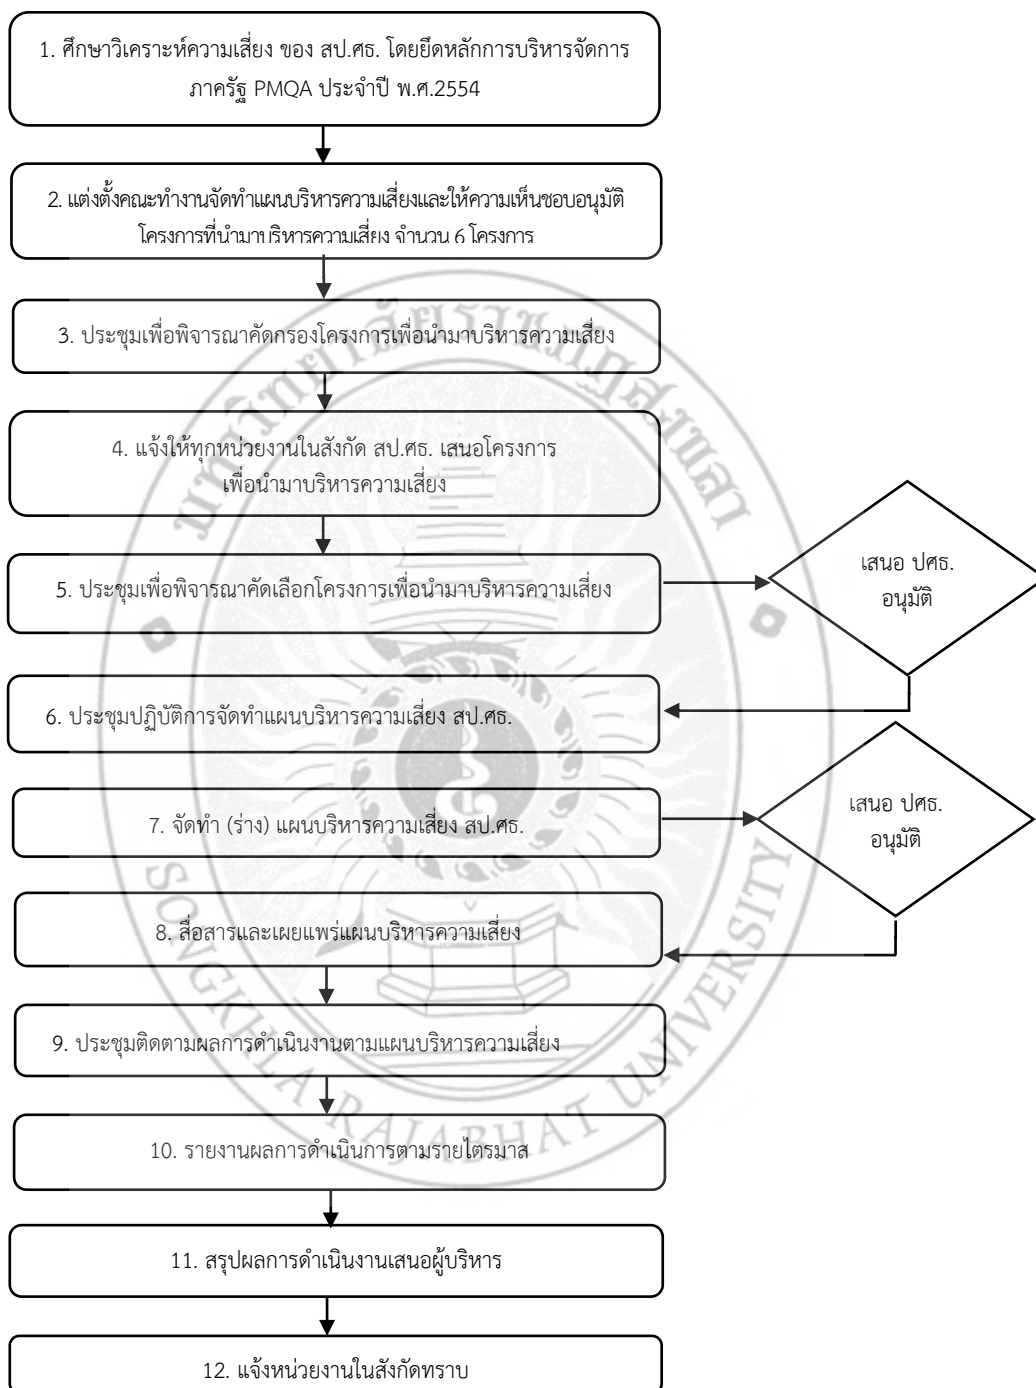 1. ศึกษาวิเคราะห์ความเสี่ยง ของ สป.ศธ. โดยยึดหลักการบริหารจัดการ
ภาครัฐ PMQA ประจำปี พ.ศ.2554
2. แต่งตั้งคณะทำงานจัดทำแผนบริหารความเสี่ยงและให้ความเห็นชอบอนุมัติ
โครงการที่นำมาบริหารความเสี่ยง จำนวน 6 โครงการ
3. ประชุมเพื่อพิจารณาคัดกรองโครงการเพื่อนำมาบริหารความเสี่ยง
4. แจ้งให้ทุกหน่วยงานในสังกัด สป.ศธ. เสนอโครงการ
เพื่อนำมาบริหารความเสี่ยง
5. ประชุมเพื่อพิจารณาคัดเลือกโครงการเพื่อนำมาบริหารความเสี่ยง
เสนอ ปศธ.
อนุมัติ
6. ประชุมปฏิบัติการจัดทำแผนบริหารความเสี่ยง สป.ศธ.
7. จัดทำ (ร่าง) แผนบริหารความเสี่ยง สป.ศธ.
เสนอ ปศธ.
อนุมัติ
8. สื่อสารและเผยแพร่แผนบริหารความเสี่ยง
9. ประชุมติดตามผลการดำเนินงานตามแผนบริหารความเสี่ยง
10. รายงานผลการดำเนินการตามรายไตรมาส
11. สรุปผลการดำเนินงานเสนอผู้บริหาร
12. แจ้งหน่วยงานในสังกัดทราบ
มหาวิทยาลัยราชภัฏสงขลา
SONGKHLA RAJABHAT UNIVERSITY